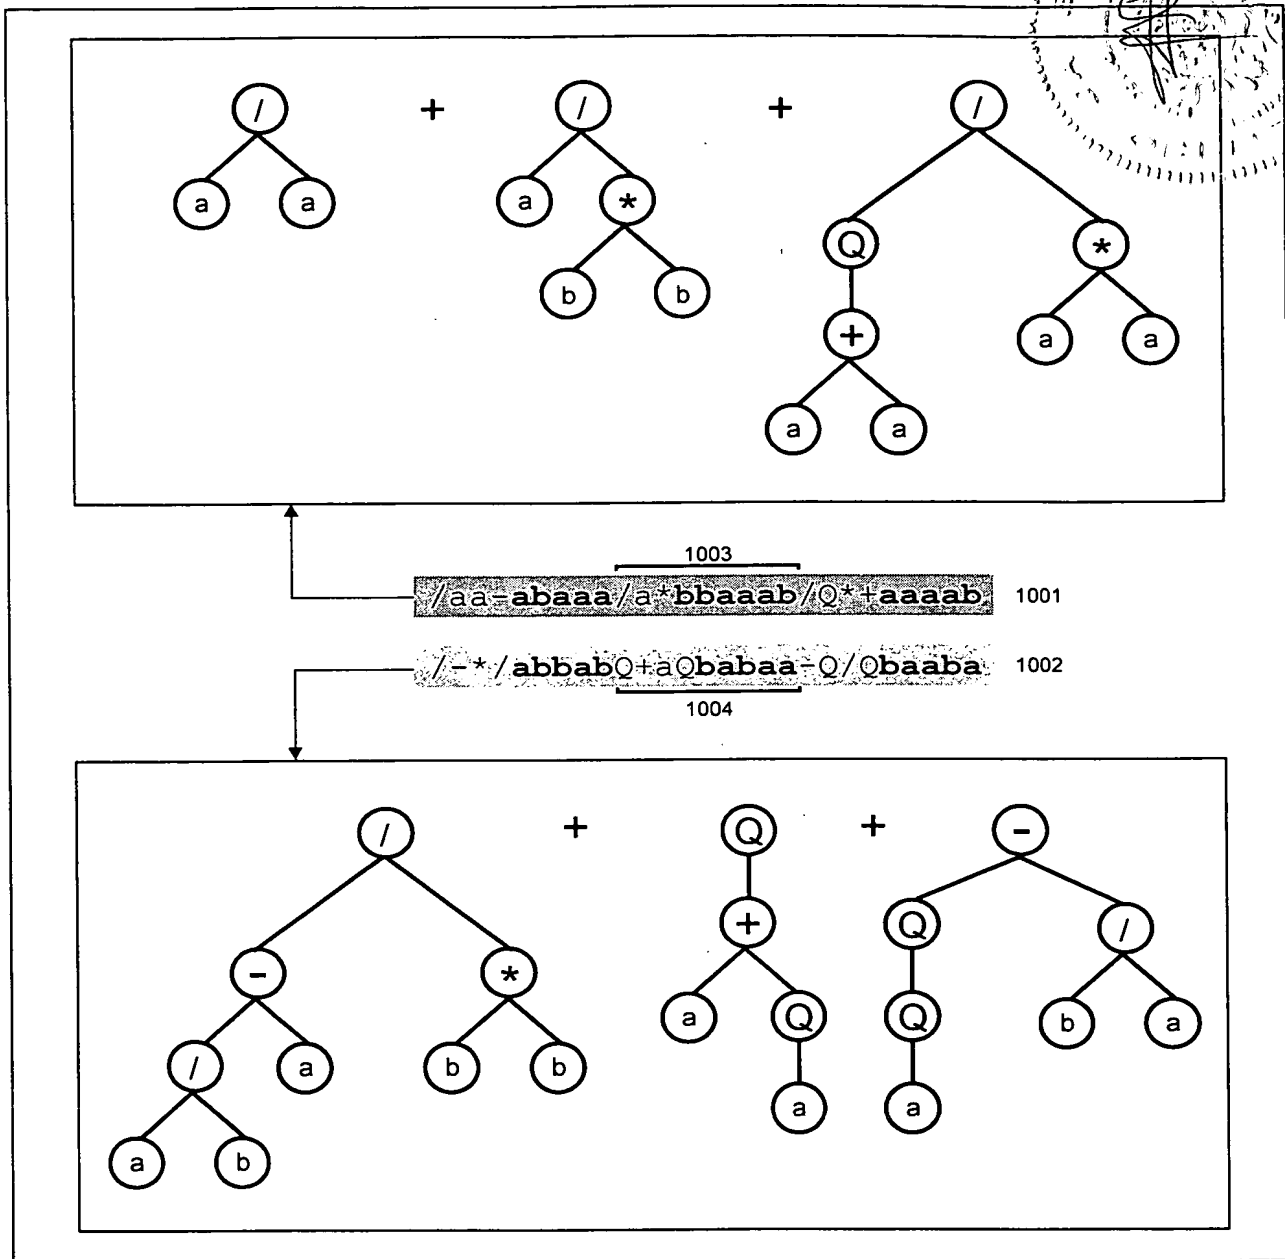 / + / + /
a a a *
Q *
b b
+ a a
a a
1003
/aa-abaaa/a*bbaaab/Q*+aaaab 1001
/-*/abbabQ+aQbabaa-Q/Qbaaba 1002
1004
/ + Q + -
+ Q /
- *
a Q Q b a
/ a b b
a a
a b